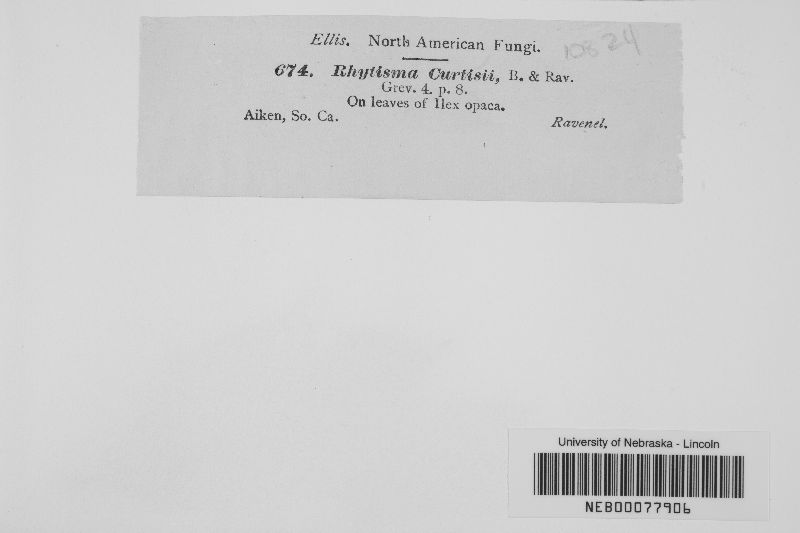 Ellis. North American Fungi.
10824
674. Rhytisma Curtisii, B. & Rav.
Grev. 4. p. 8.
On leaves of Ilex opaca.
Aiken, So. Ca.
Ravenel.
University of Nebraska - Lincoln
NEB00077906